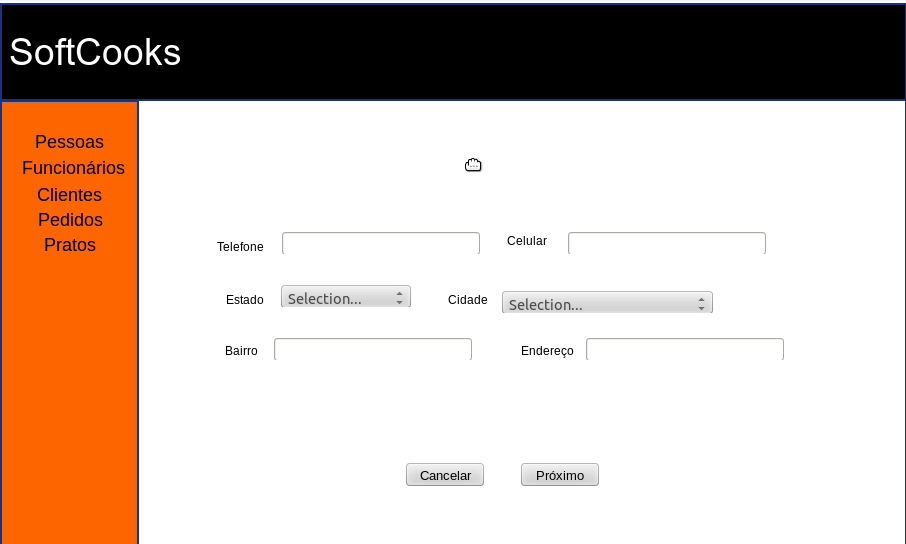 SoftCooks
Pessoas
Funcionários
Clientes
Pedidos
Pratos
Telefone
Celular
Estado Selection...
Cidade Selection...
Bairro
Endereço
Cancelar
Próximo